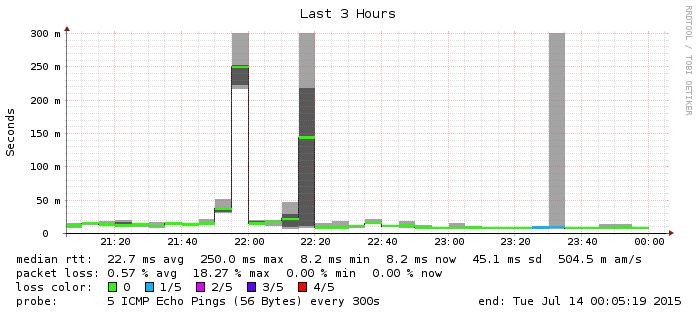 Last 3 Hours
RRDTOOL / TOBI OETIKER
Seconds
300 m
250 m
200 m
150 m
100 m
50 m
0
21:20 21:40 22:00 22:20 22:40 23:00 23:20 23:40 00:00
median rtt: 22.7 ms avg 250.0 ms max 8.2 ms min 8.2 ms now 45.1 ms sd 504.5 m am/s
packet loss: 0.57 % avg 18.27 % max 0.00 % min 0.00 % now
loss color: 0 1/5 2/5 3/5 4/5
probe: 5 ICMP Echo Pings (56 Bytes) every 300s end: Tue Jul 14 00:05:19 2015